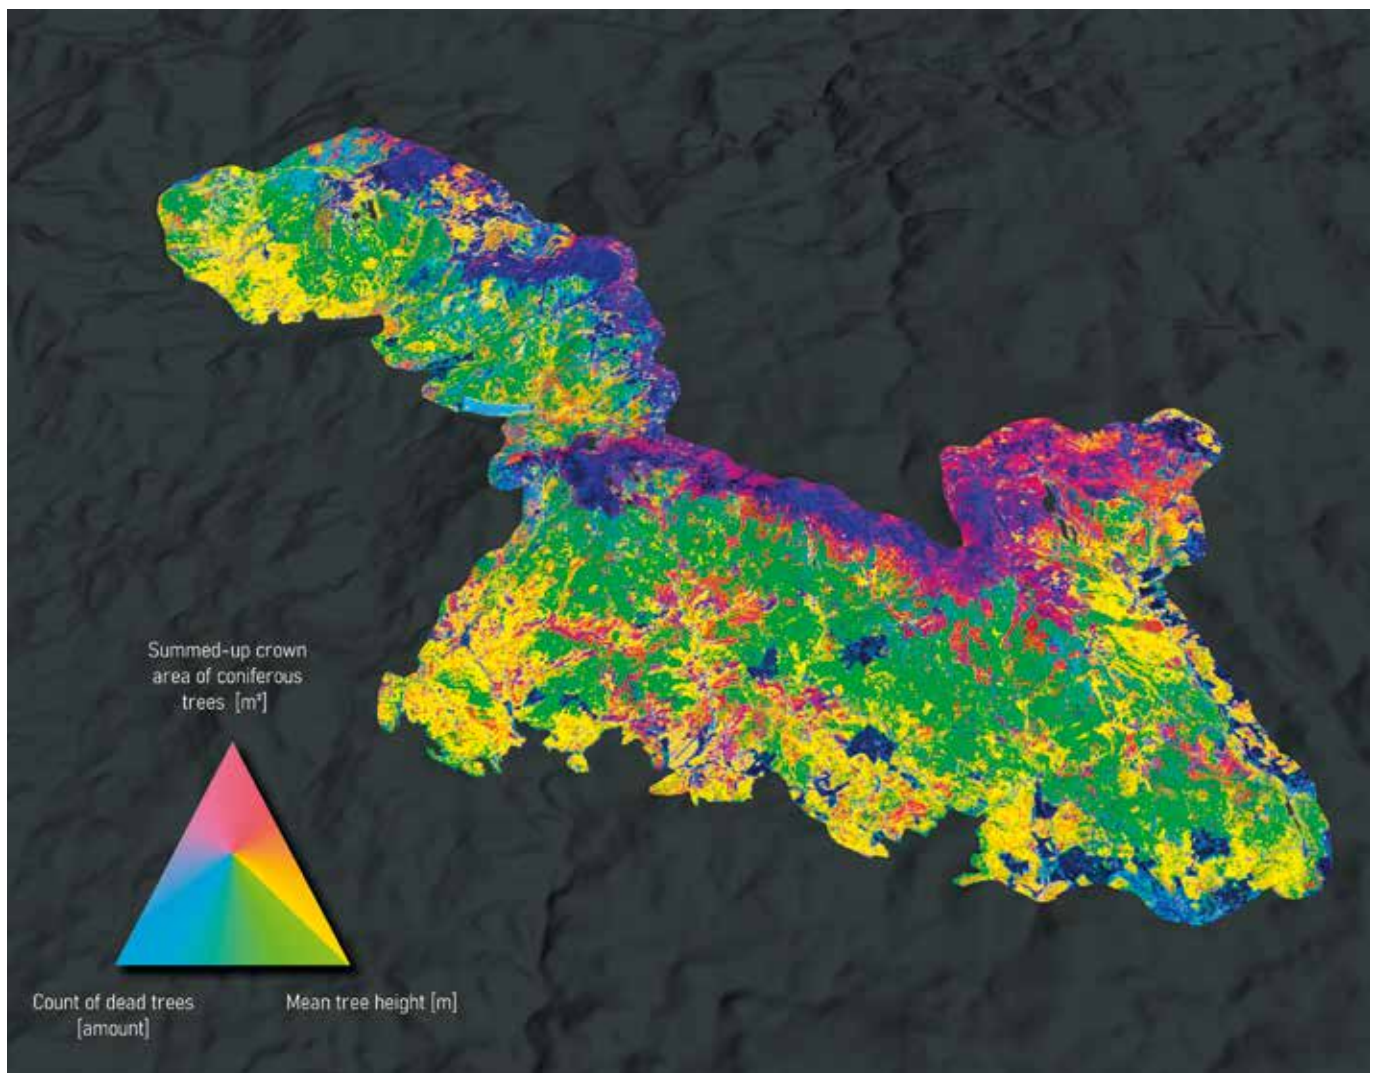 Summed-up crown
area of coniferous
trees [m²]
Count of dead trees
[amount]
Mean tree height [m]